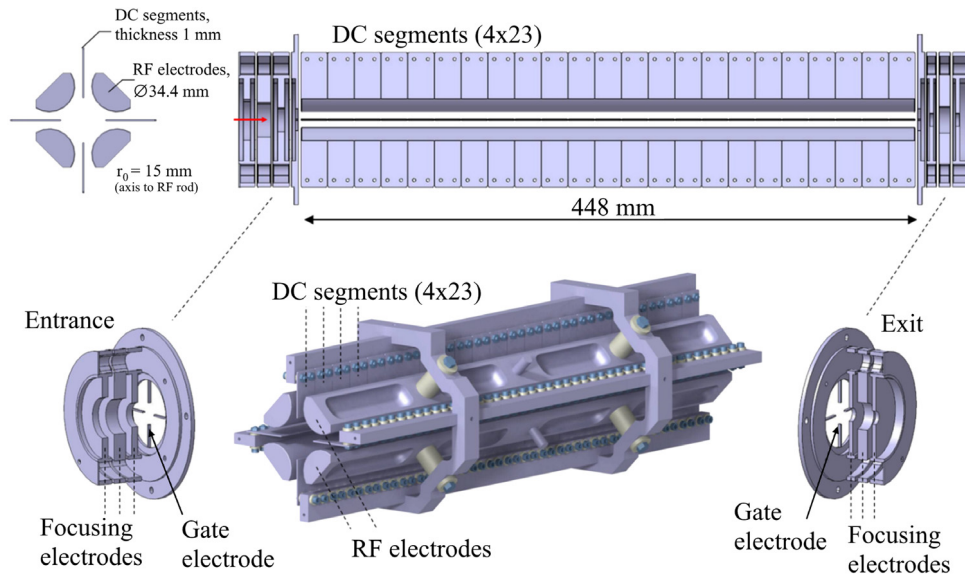 DC segments,
thickness 1 mm
RF electrodes,
Ø34.4 mm
r₀ = 15 mm
(axis to RF rod)
DC segments (4x23)
448 mm
DC segments (4x23)
Entrance
Exit
Focusing
electrodes
Gate
electrode
RF electrodes
Gate
electrode
Focusing
electrodes